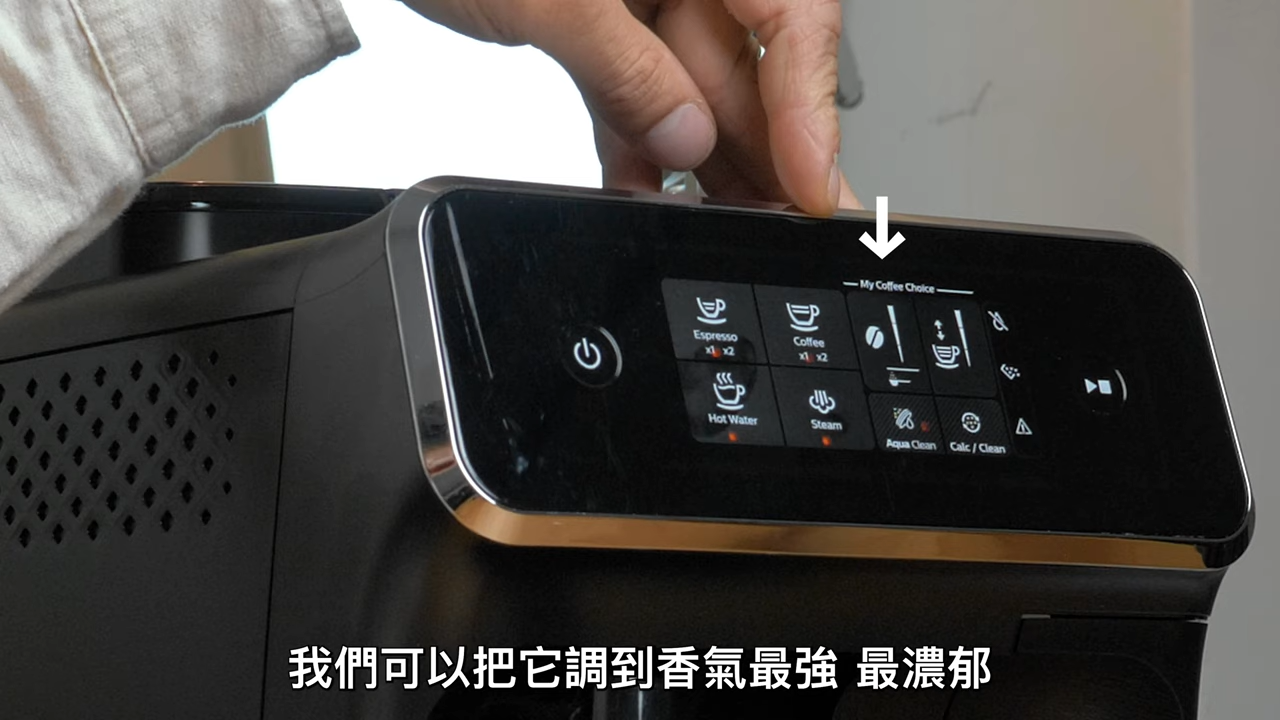 My Coffee Choice
Espresso
x1 x2
Coffee
x1 x2
Hot Water
Steam
Aqua Clean
Calc / Clean
我們可以把它調到香氣最強 最濃郁